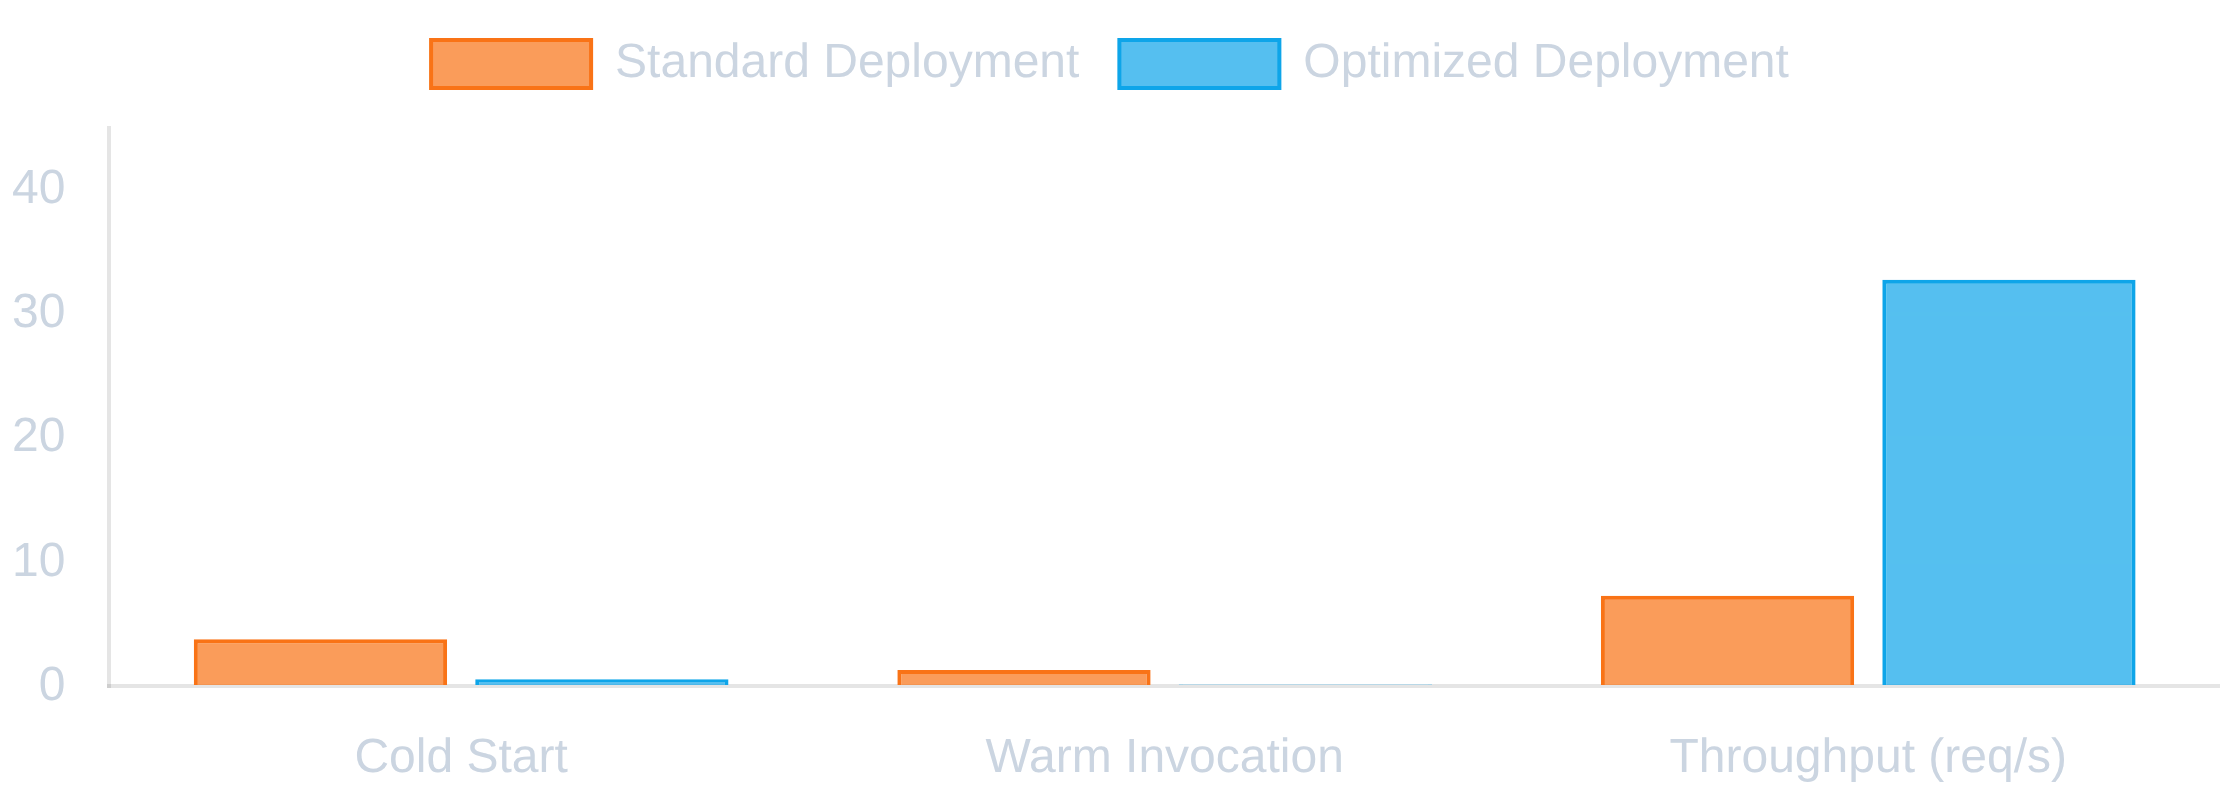 Standard Deployment
Optimized Deployment
40
30
20
10
0
Cold Start
Warm Invocation
Throughput (req/s)